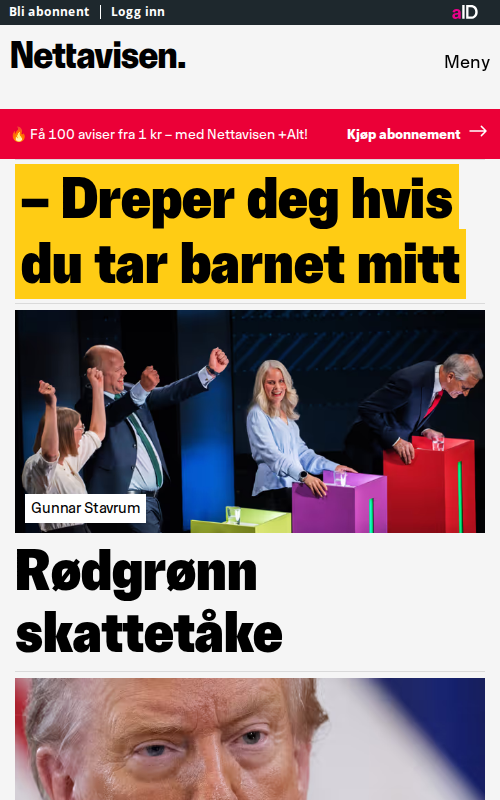 Bli abonnent | Logg inn
aID
Nettavisen.
Meny
🔥 Få 100 aviser fra 1 kr – med Nettavisen +Alt!
Kjøp abonnement →
– Dreper deg hvis
du tar barnet mitt
Gunnar Stavrum
Rødgrønn
skattetåke